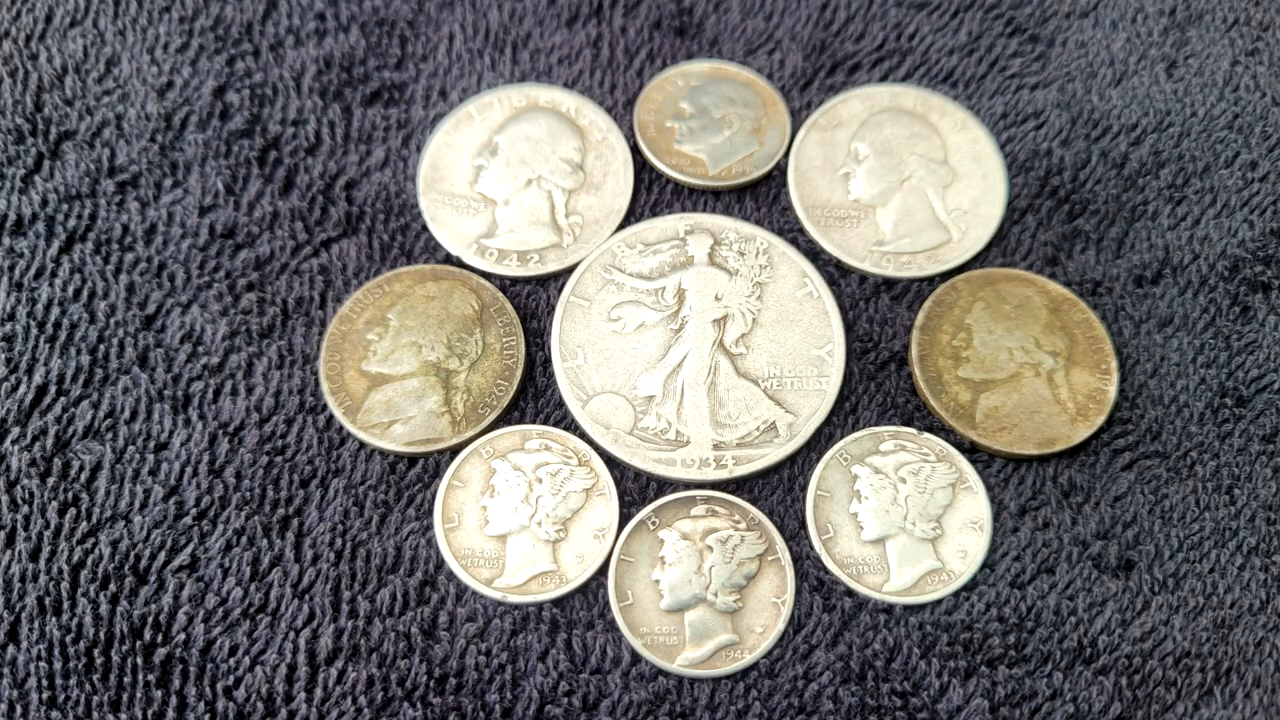 LIBERTY
IN GOD WE
TRUST
1942
LIBERTY
IN GOD WE
TRUST
IN GOD WE TRUST
LIBERTY 1945
LIBERTY
IN GOD
WE TRUST
1934
LIBERTY
IN GOD
WE TRUST
1943
LIBERTY
IN GOD
WE TRUST
1944
LIBERTY
IN GOD
WE TRUST
1943